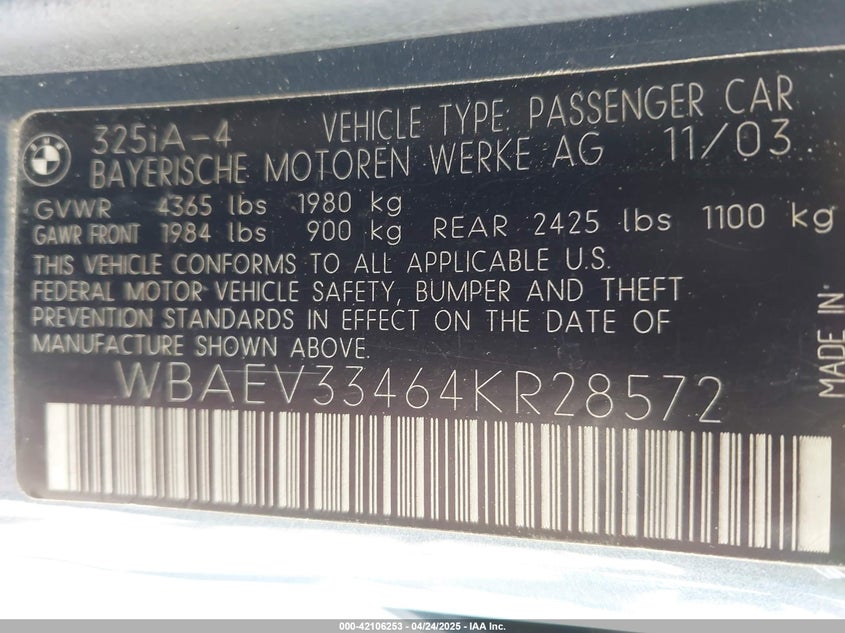 325iA-4 VEHICLE TYPE PASSENGER CAR
BAYERISCHE MOTOREN WERKE AG 11/03
GVWR 4365 lbs 1980 kg
GAWR FRONT 1984 lbs 900 kg REAR 2425 lbs 1100 kg
THIS VEHICLE CONFORMS TO ALL APPLICABLE U.S.
FEDERAL MOTOR VEHICLE SAFETY, BUMPER AND THEFT
PREVENTION STANDARDS IN EFFECT ON THE DATE OF
MANUFACTURE SHOWN ABOVE.
MADE IN
WBAEV33464KR28572
000-42106253 - 04/24/2025 - IAA Inc.